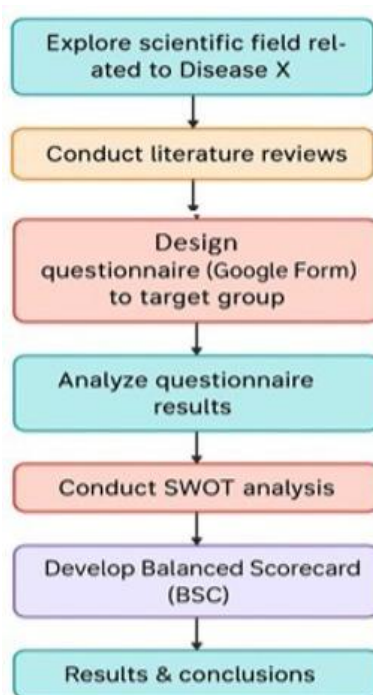 Explore scientific field rel-
ated to Disease X
Conduct literature reviews
Design
questionnaire (Google Form)
to target group
Analyze questionnaire
results
Conduct SWOT analysis
Develop Balanced Scorecard
(BSC)
Results & conclusions